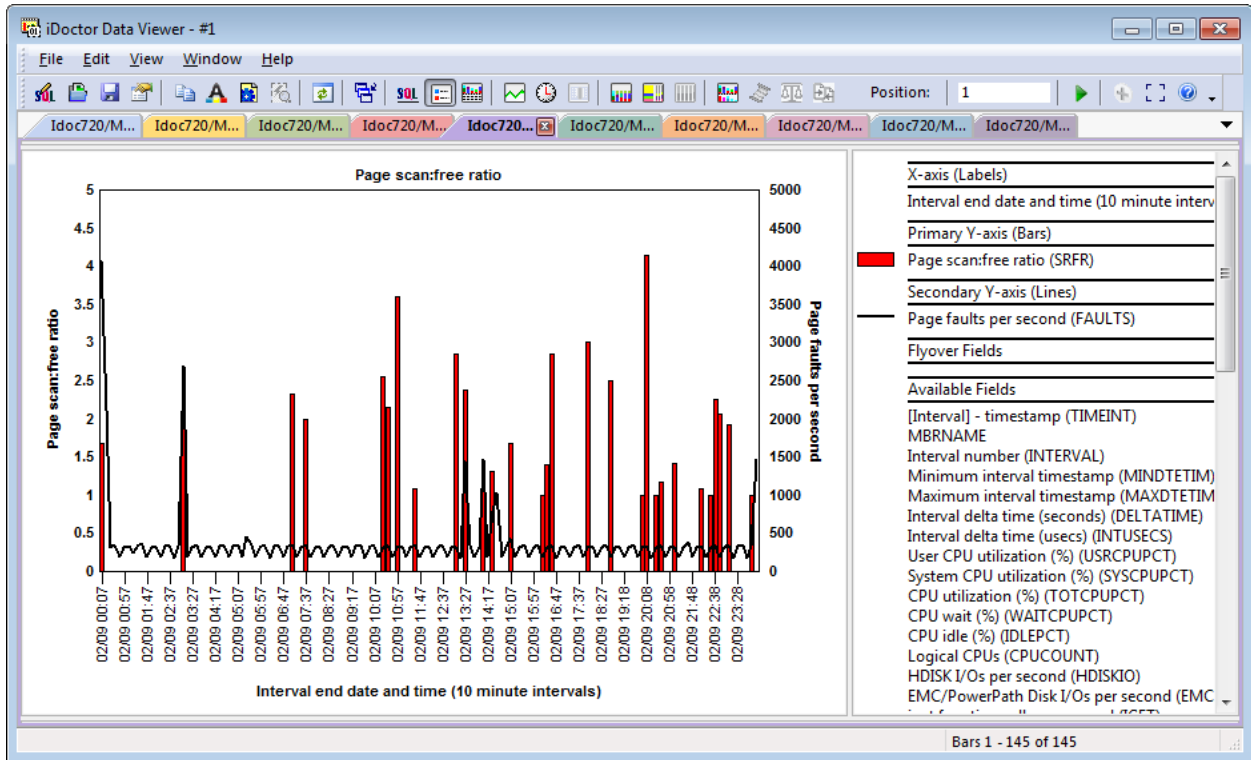 iDoctor Data Viewer - #1
File Edit View Window Help
SQL SQL Position: 1
Idoc720/M... Idoc720/M... Idoc720/M... Idoc720/M... Idoc720... Idoc720/M... Idoc720/M... Idoc720/M... Idoc720/M... Idoc720/M...
Page scan:free ratio
Page scan:free ratio
5
4.5
4
3.5
3
2.5
2
1.5
1
0.5
0
5000
4500
4000
3500
3000
2500
2000
1500
1000
500
0
Page faults per second
02/09 00:07
02/09 00:57
02/09 01:47
02/09 02:37
02/09 03:27
02/09 04:17
02/09 05:07
02/09 05:57
02/09 06:47
02/09 07:37
02/09 08:27
02/09 09:17
02/09 10:07
02/09 10:57
02/09 11:47
02/09 12:37
02/09 13:27
02/09 14:17
02/09 15:07
02/09 15:57
02/09 16:47
02/09 17:37
02/09 18:27
02/09 19:18
02/09 20:08
02/09 20:58
02/09 21:48
02/09 22:38
02/09 23:28
Interval end date and time (10 minute intervals)
X-axis (Labels)
Interval end date and time (10 minute interv
Primary Y-axis (Bars)
Page scan:free ratio (SRFR)
Secondary Y-axis (Lines)
Page faults per second (FAULTS)
Flyover Fields
Available Fields
[Interval] - timestamp (TIMEINT)
MBRNAME
Interval number (INTERVAL)
Minimum interval timestamp (MINDTETIM)
Maximum interval timestamp (MAXDTETIM
Interval delta time (seconds) (DELTATIME)
Interval delta time (usecs) (INTUSECS)
User CPU utilization (%) (USRCPUPCT)
System CPU utilization (%) (SYSCPUPCT)
CPU utilization (%) (TOTCPUPCT)
CPU wait (%) (WAITCPUPCT)
CPU idle (%) (IDLEPCT)
Logical CPUs (CPUCOUNT)
HDISK I/Os per second (HDISKIO)
EMC/PowerPath Disk I/Os per second (EMC
Bars 1 - 145 of 145